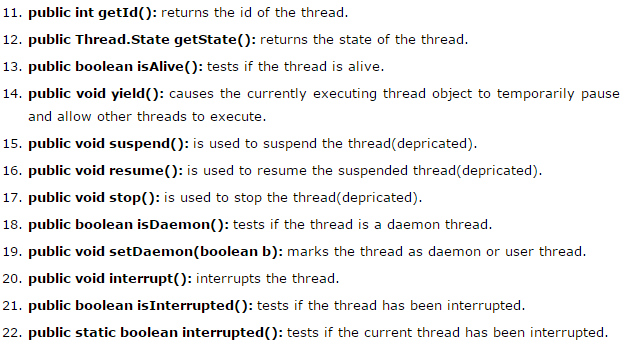 11. public int getId(): returns the id of the thread.
12. public Thread.State getState(): returns the state of the thread.
13. public boolean isAlive(): tests if the thread is alive.
14. public void yield(): causes the currently executing thread object to temporarily pause
and allow other threads to execute.
15. public void suspend(): is used to suspend the thread(depricated).
16. public void resume(): is used to resume the suspended thread(depricated).
17. public void stop(): is used to stop the thread(depricated).
18. public boolean isDaemon(): tests if the thread is a daemon thread.
19. public void setDaemon(boolean b): marks the thread as daemon or user thread.
20. public void interrupt(): interrupts the thread.
21. public boolean isInterrupted(): tests if the thread has been interrupted.
22. public static boolean interrupted(): tests if the current thread has been interrupted.